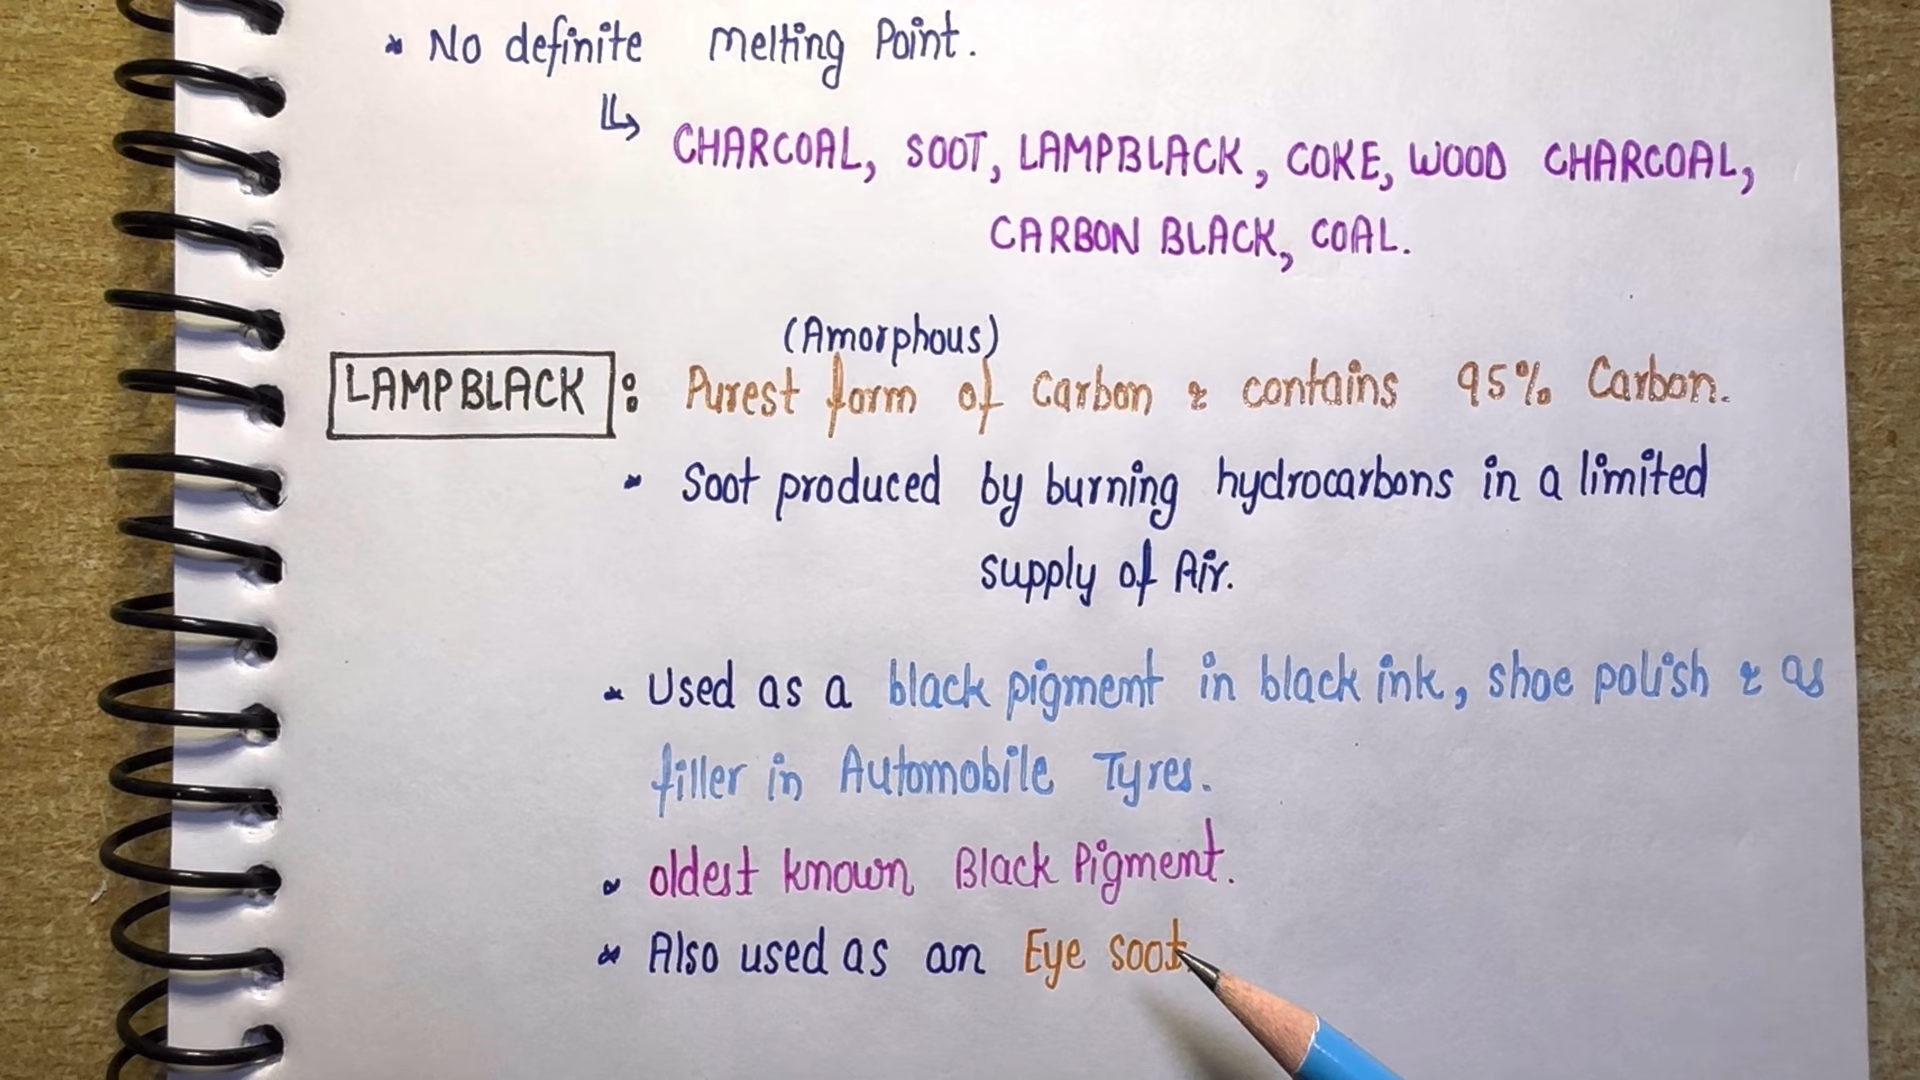 * No definite Melting Point.
↳ CHARCOAL, SOOT, LAMPBLACK, COKE, WOOD CHARCOAL,
CARBON BLACK, COAL.
(Amorphous)
LAMPBLACK : Purest form of Carbon & contains 95% Carbon.
* Soot produced by burning hydrocarbons in a limited
supply of Air.
* Used as a black pigment in black ink, shoe polish & as
filler in Automobile Tyres.
* oldest known Black Pigment.
* Also used as an Eye soot.